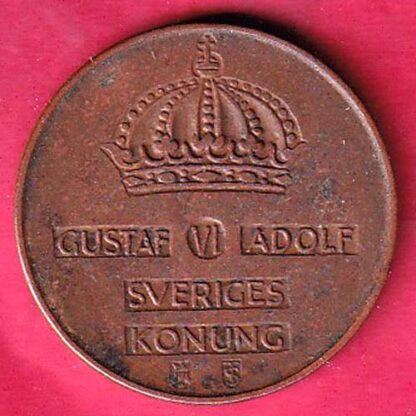 GUSTAF VI ADOLF
SVERIGES
KONUNG